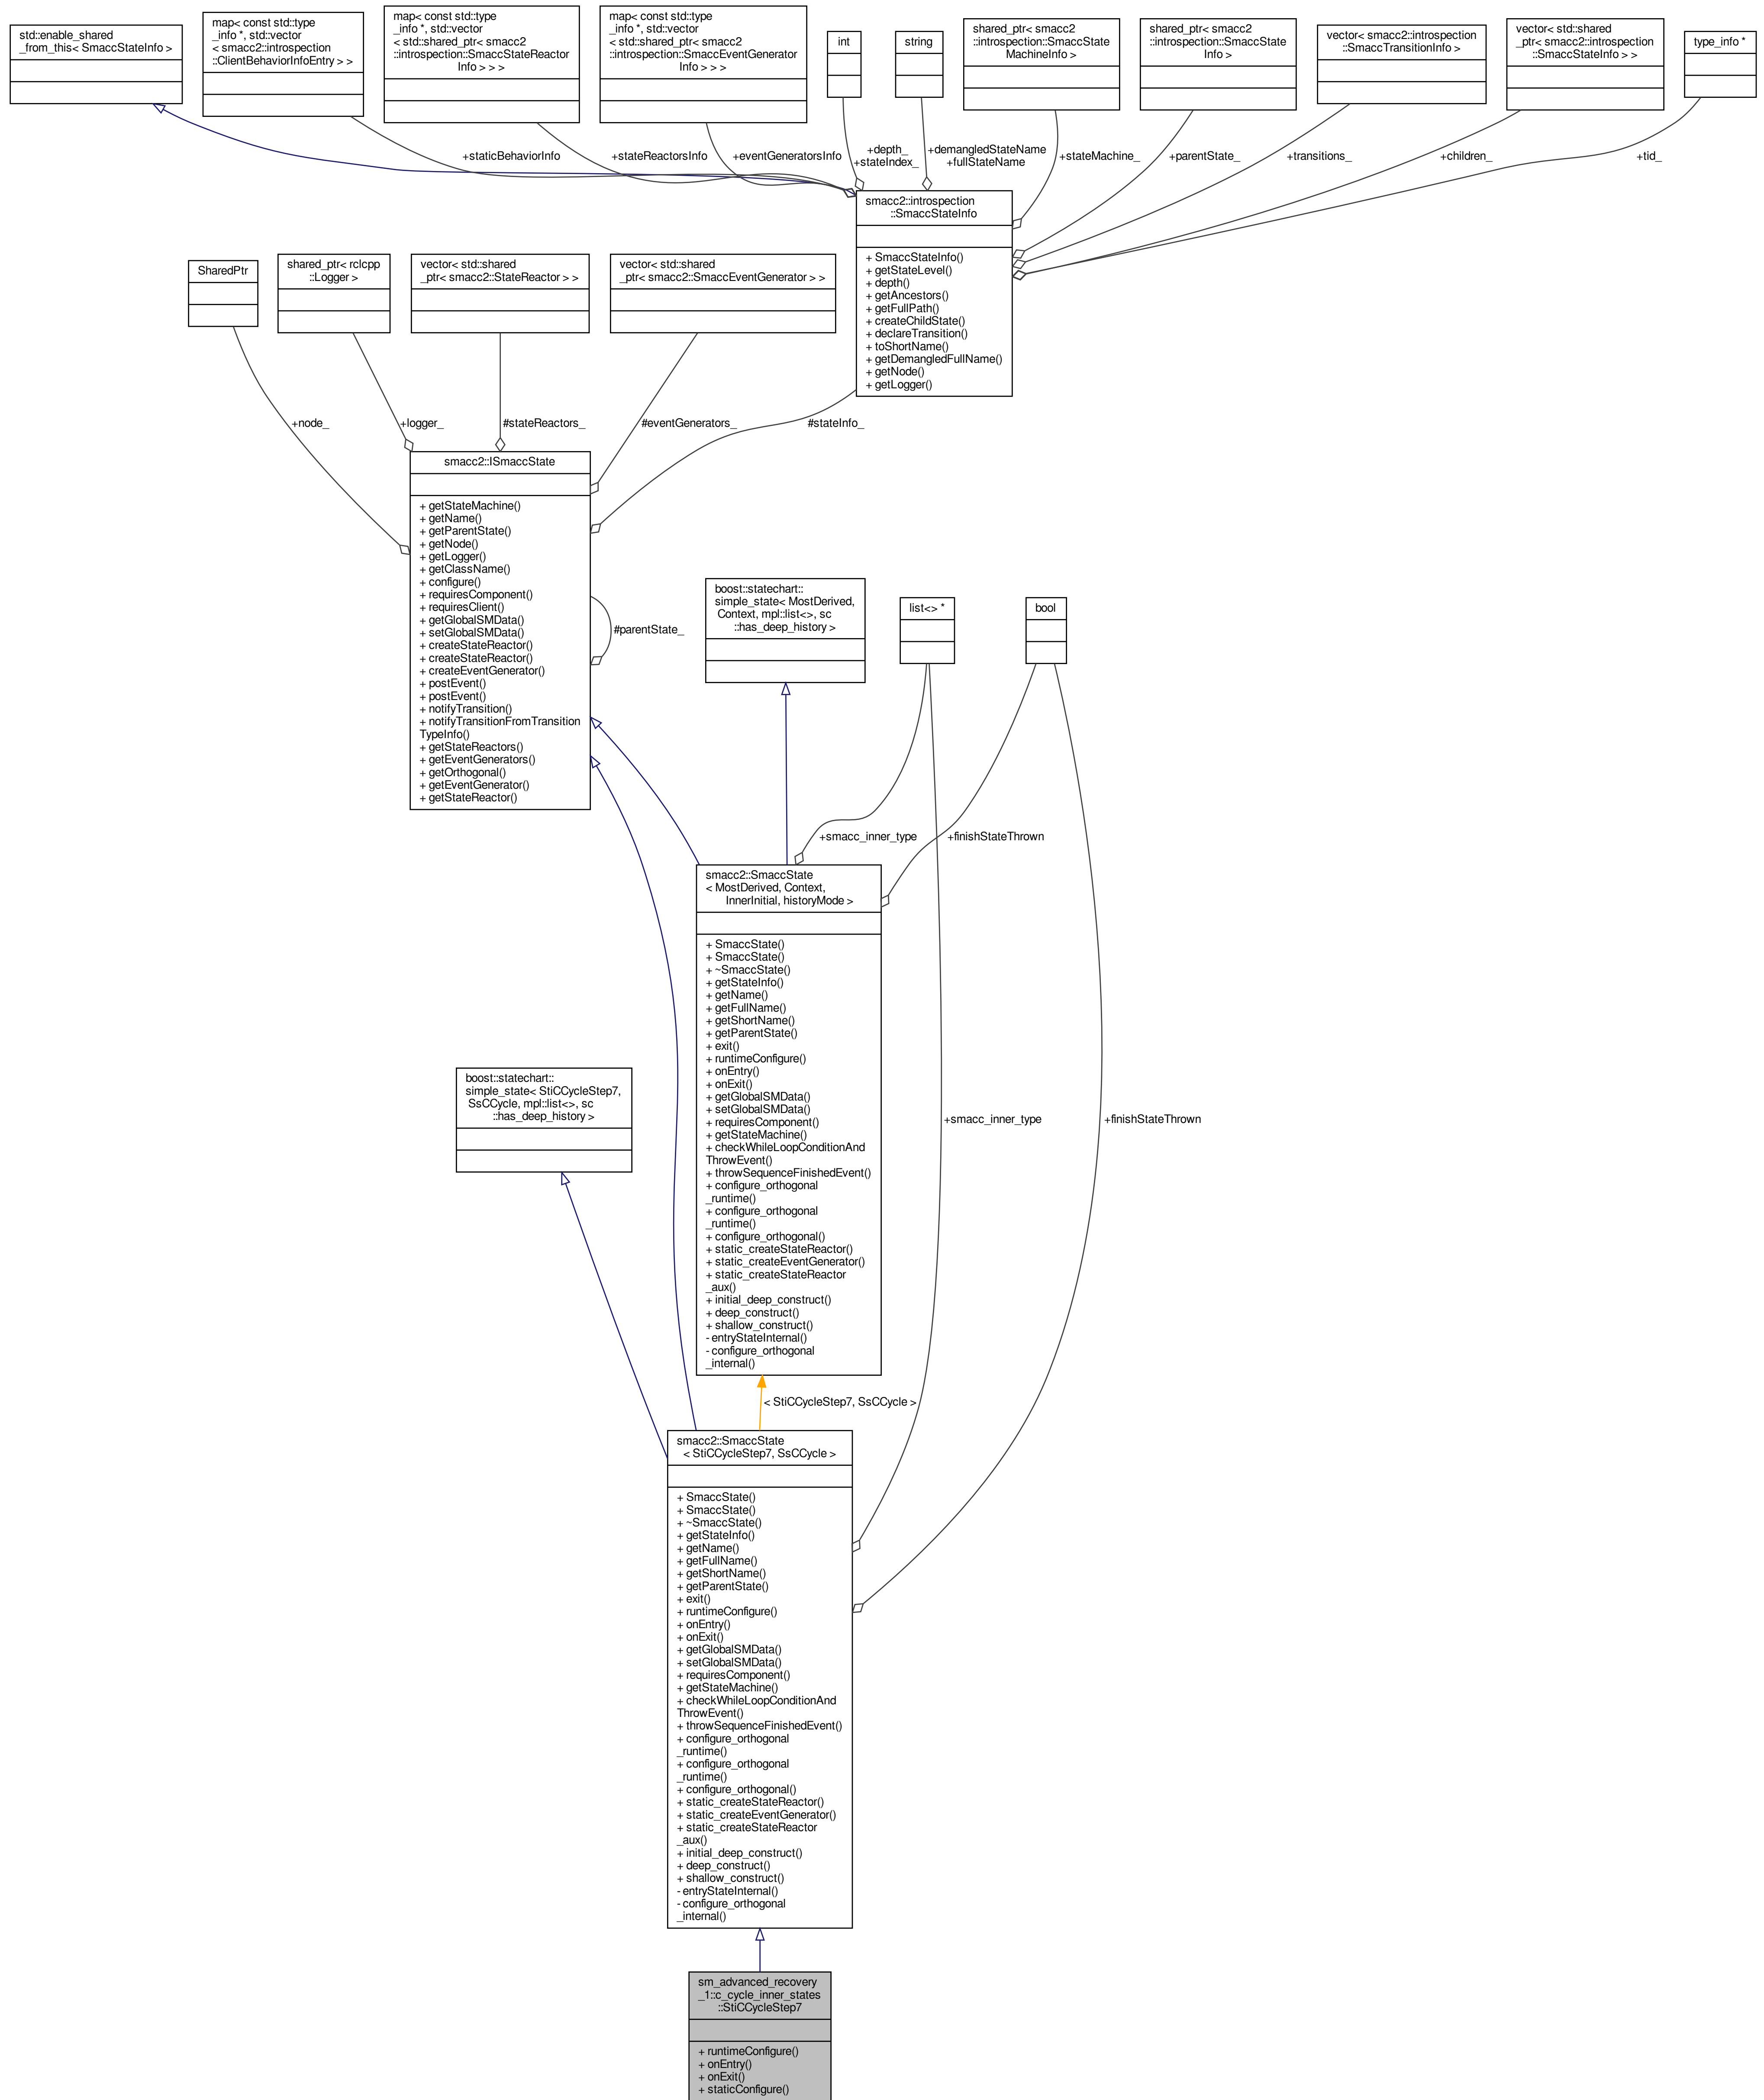 std::enable_shared
_from_this< SmaccStateInfo >
map< const std::type
_info *, std::vector
< smacc2::introspection
::ClientBehaviorInfoEntry > >
map< const std::type
_info *, std::vector
< std::shared_ptr< smacc2
::introspection::SmaccStateReactor
Info > > >
map< const std::type
_info *, std::vector
< std::shared_ptr< smacc2
::introspection::SmaccEventGenerator
Info > > >
int
string
shared_ptr< smacc2
::introspection::SmaccState
MachineInfo >
shared_ptr< smacc2
::introspection::SmaccState
Info >
vector< smacc2::introspection
::SmaccTransitionInfo >
vector< std::shared
_ptr< smacc2::introspection
::SmaccStateInfo > >
type_info *
+staticBehaviorInfo
+stateReactorsInfo
+eventGeneratorsInfo
+depth_
+stateIndex_
+demangledStateName
+fullStateName
+stateMachine_
+parentState_
+transitions_
+children_
+tid_
smacc2::introspection
::SmaccStateInfo
+ SmaccStateInfo()
+ getStateLevel()
+ depth()
+ getAncestors()
+ getFullPath()
+ createChildState()
+ declareTransition()
+ toShortName()
+ getDemangledFullName()
+ getNode()
+ getLogger()
SharedPtr
shared_ptr< rclcpp
::Logger >
vector< std::shared
_ptr< smacc2::StateReactor > >
vector< std::shared
_ptr< smacc2::SmaccEventGenerator > >
+node_
+logger_
#stateReactors_
#eventGenerators_
#stateInfo_
smacc2::ISmaccState
+ getStateMachine()
+ getName()
+ getParentState()
+ getNode()
+ getLogger()
+ getClassName()
+ configure()
+ requiresComponent()
+ requiresClient()
+ getGlobalSMData()
+ setGlobalSMData()
+ createStateReactor()
+ createStateReactor()
+ createEventGenerator()
+ postEvent()
+ postEvent()
+ notifyTransition()
+ notifyTransitionFromTransition
TypeInfo()
+ getStateReactors()
+ getEventGenerators()
+ getOrthogonal()
+ getEventGenerator()
+ getStateReactor()
#parentState_
boost::statechart::
simple_state< MostDerived,
Context, mpl::list<>, sc
::has_deep_history >
list<> *
bool
+smacc_inner_type
+finishStateThrown
smacc2::SmaccState
< MostDerived, Context,
InnerInitial, historyMode >
+ SmaccState()
+ SmaccState()
+ ~SmaccState()
+ getStateInfo()
+ getName()
+ getFullName()
+ getShortName()
+ getParentState()
+ exit()
+ runtimeConfigure()
+ onEntry()
+ onExit()
+ getGlobalSMData()
+ setGlobalSMData()
+ requiresComponent()
+ getStateMachine()
+ checkWhileLoopConditionAnd
ThrowEvent()
+ throwSequenceFinishedEvent()
+ configure_orthogonal
_runtime()
+ configure_orthogonal
_runtime()
+ configure_orthogonal()
+ static_createStateReactor()
+ static_createEventGenerator()
+ static_createStateReactor
_aux()
+ initial_deep_construct()
+ deep_construct()
+ shallow_construct()
- entryStateInternal()
- configure_orthogonal
_internal()
boost::statechart::
simple_state< StiCCycleStep7,
SsCCycle, mpl::list<>, sc
::has_deep_history >
+smacc_inner_type
+finishStateThrown
< StiCCycleStep7, SsCCycle >
smacc2::SmaccState
< StiCCycleStep7, SsCCycle >
+ SmaccState()
+ SmaccState()
+ ~SmaccState()
+ getStateInfo()
+ getName()
+ getFullName()
+ getShortName()
+ getParentState()
+ exit()
+ runtimeConfigure()
+ onEntry()
+ onExit()
+ getGlobalSMData()
+ setGlobalSMData()
+ requiresComponent()
+ getStateMachine()
+ checkWhileLoopConditionAnd
ThrowEvent()
+ throwSequenceFinishedEvent()
+ configure_orthogonal
_runtime()
+ configure_orthogonal
_runtime()
+ configure_orthogonal()
+ static_createStateReactor()
+ static_createEventGenerator()
+ static_createStateReactor
_aux()
+ initial_deep_construct()
+ deep_construct()
+ shallow_construct()
- entryStateInternal()
- configure_orthogonal
_internal()
sm_advanced_recovery
_1::c_cycle_inner_states
::StiCCycleStep7
+ runtimeConfigure()
+ onEntry()
+ onExit()
+ staticConfigure()